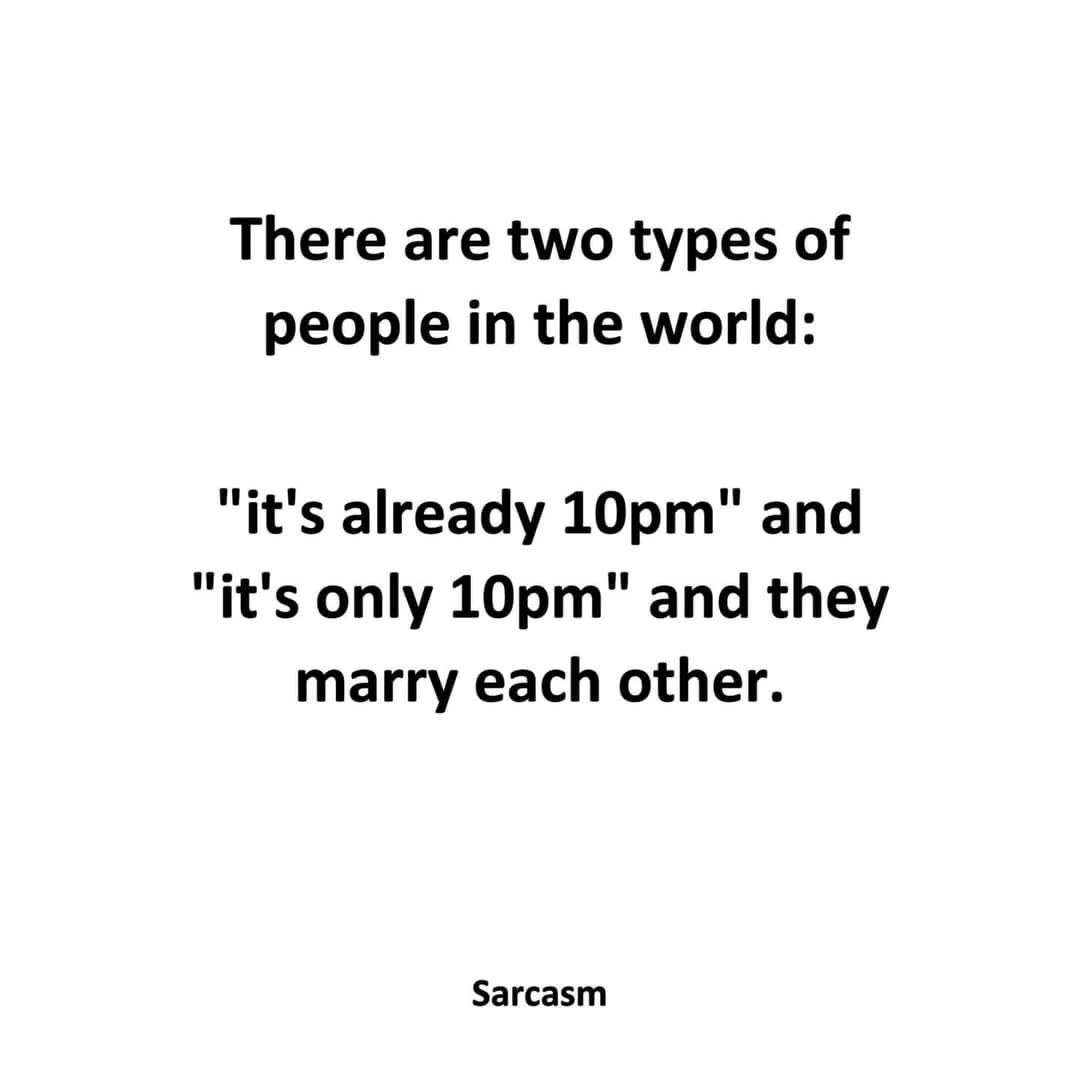 There are two types of
people in the world:
"it's already 10pm" and
"it's only 10pm" and they
marry each other.
Sarcasm